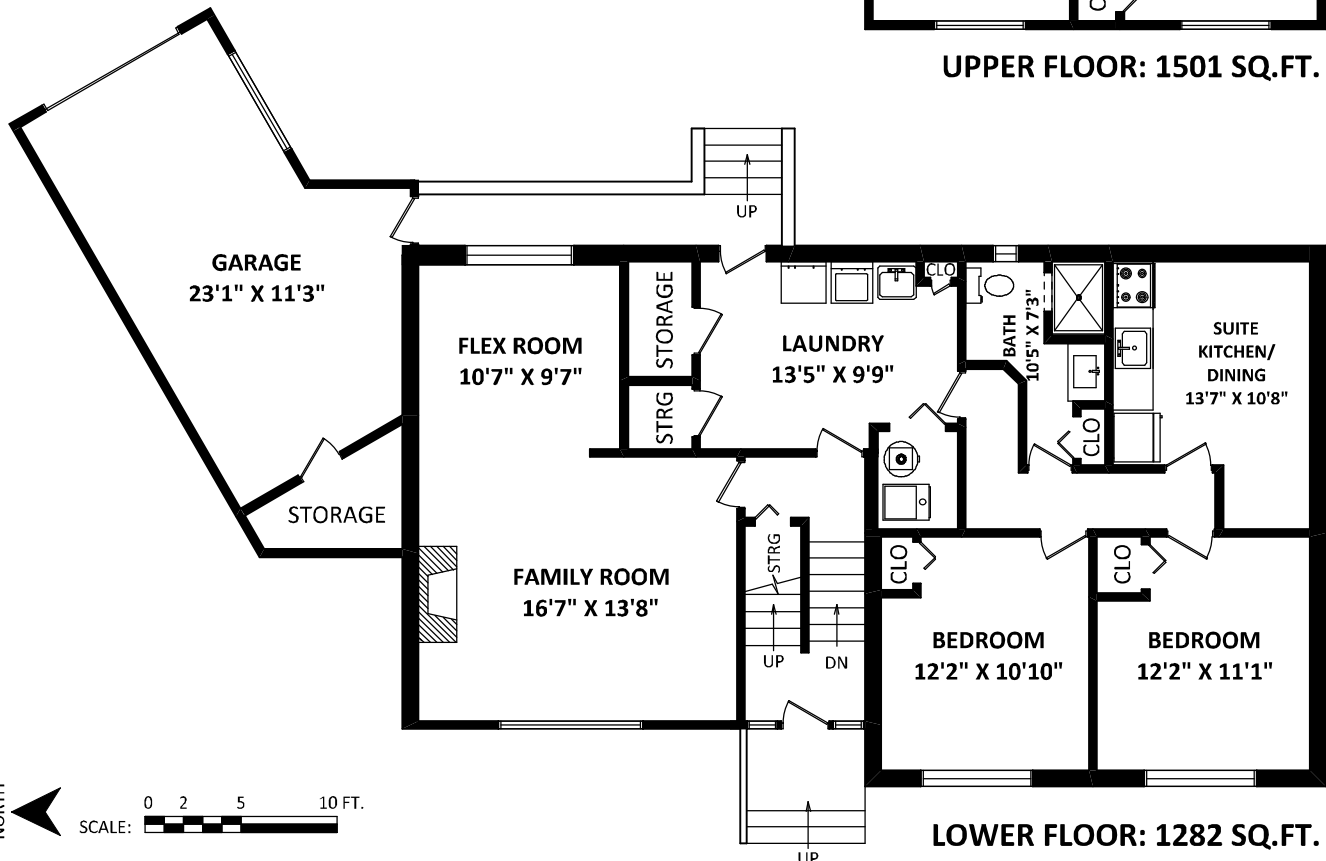 CLO
UPPER FLOOR: 1501 SQ.FT.
UP
GARAGE
23'1" X 11'3"
FLEX ROOM
10'7" X 9'7"
STORAGE
STRG
LAUNDRY
13'5" X 9'9"
CLO
BATH
10'5" X 7'3"
CLO
SUITE
KITCHEN/
DINING
13'7" X 10'8"
STORAGE
FAMILY ROOM
16'7" X 13'8"
STRG
UP
DN
CLO
BEDROOM
12'2" X 10'10"
CLO
BEDROOM
12'2" X 11'1"
NORTH
SCALE:
0 2 5 10 FT.
UP
LOWER FLOOR: 1282 SQ.FT.